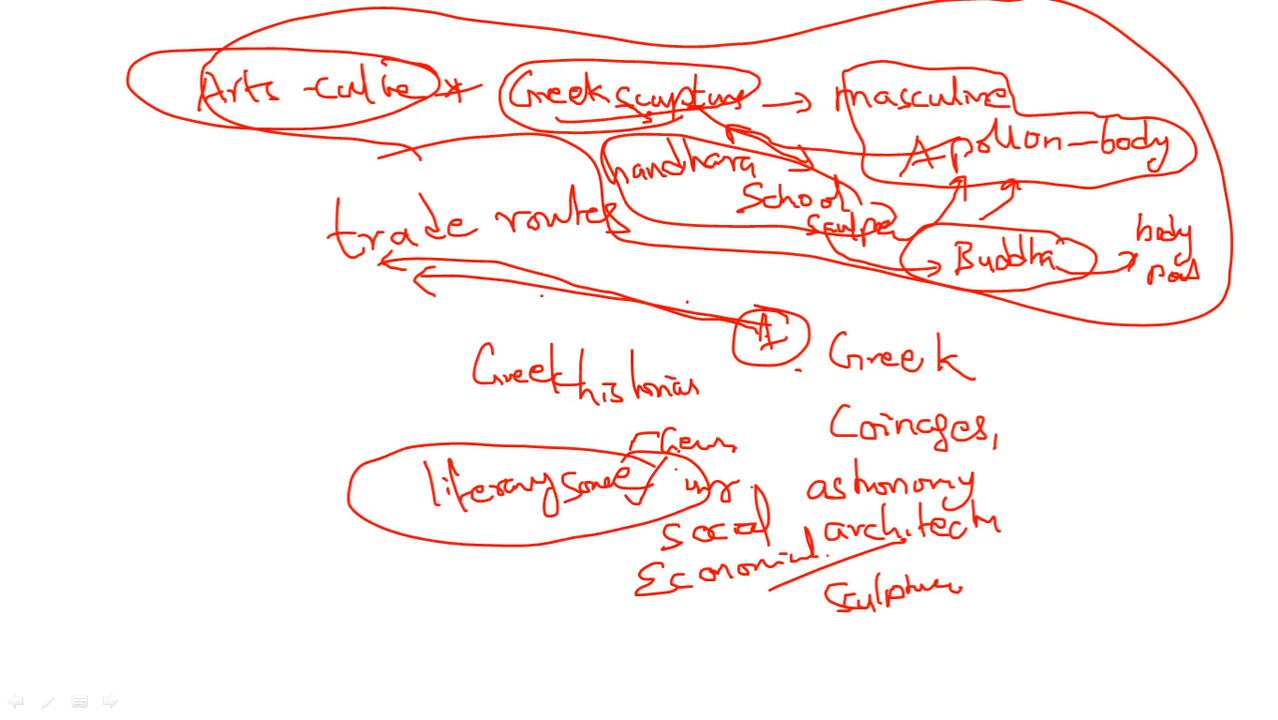 Arts - culture
Greek sculpture → masculine
Apollon-body
Gandhara
School
sculpture
trade routes
Buddha
body
A
Greek
Greek historians
Coinages,
literary source
astronomy
social
architecture
Economical.
sculpture